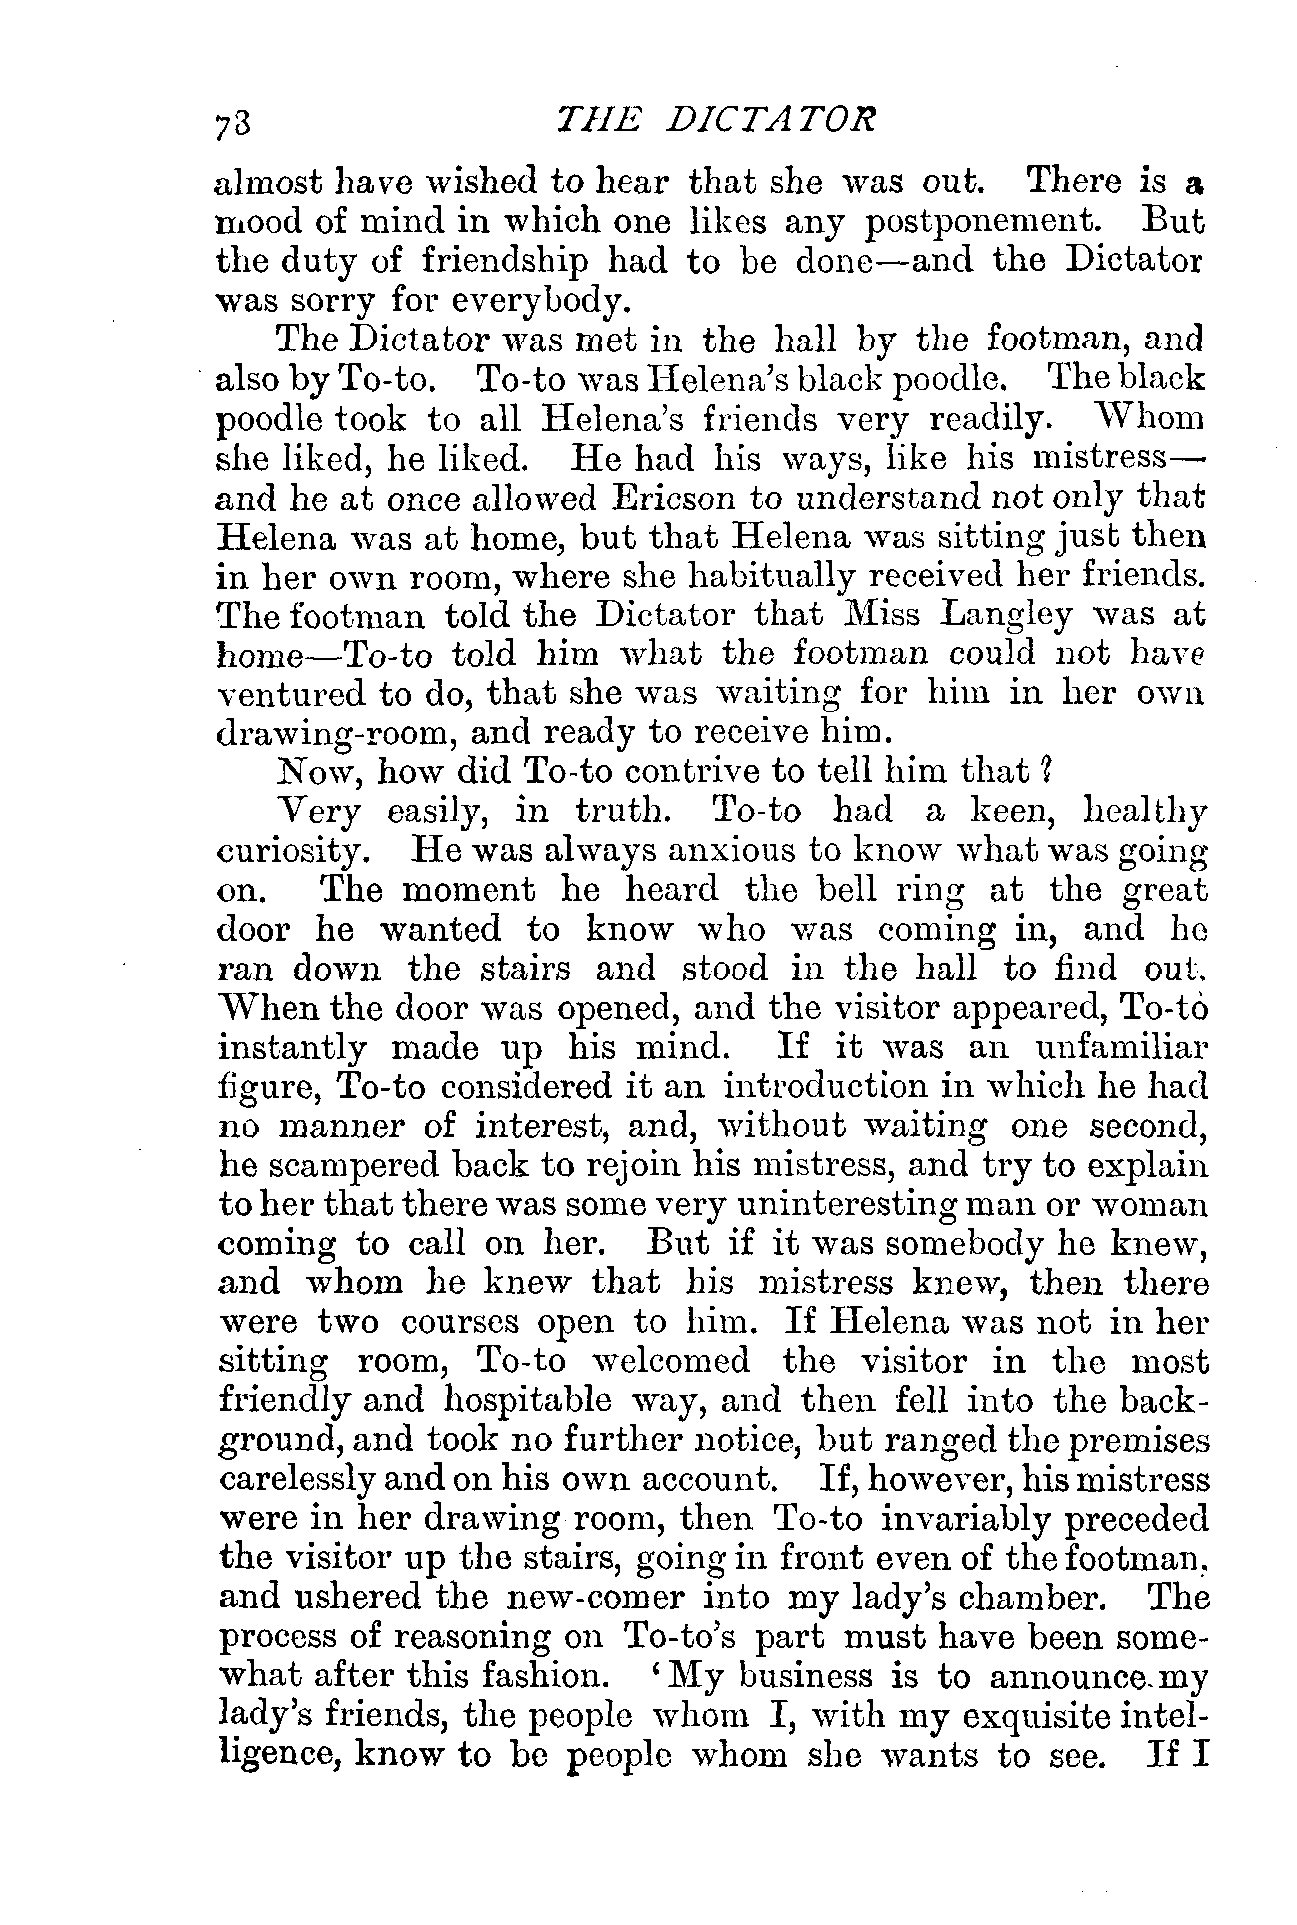 78 THE DICTATOR
almost have wished to hear that she was out. There is a
mood of mind in which one likes any postponement. But
the duty of friendship had to be done—and the Dictator
was sorry for everybody.
The Dictator was met in the hall by the footman, and
also by To-to. To-to was Helena's black poodle. The black
poodle took to all Helena's friends very readily. Whom
she liked, he liked. He had his ways, like his mistress—
and he at once allowed Ericson to understand not only that
Helena was at home, but that Helena was sitting just then
in her own room, where she habitually received her friends.
The footman told the Dictator that Miss Langley was at
home—To-to told him what the footman could not have
ventured to do, that she was waiting for him in her own
drawing-room, and ready to receive him.
Now, how did To-to contrive to tell him that?
Very easily, in truth. To-to had a keen, healthy
curiosity. He was always anxious to know what was going
on. The moment he heard the bell ring at the great
door he wanted to know who was coming in, and he
ran down the stairs and stood in the hall to find out.
When the door was opened, and the visitor appeared, To-to
instantly made up his mind. If it was an unfamiliar
figure, To-to considered it an introduction in which he had
no manner of interest, and, without waiting one second,
he scampered back to rejoin his mistress, and try to explain
to her that there was some very uninteresting man or woman
coming to call on her. But if it was somebody he knew,
and whom he knew that his mistress knew, then there
were two courses open to him. If Helena was not in her
sitting room, To-to welcomed the visitor in the most
friendly and hospitable way, and then fell into the back-
ground, and took no further notice, but ranged the premises
carelessly and on his own account. If, however, his mistress
were in her drawing room, then To-to invariably preceded
the visitor up the stairs, going in front even of the footman,
and ushered the new-comer into my lady's chamber. The
process of reasoning on To-to's part must have been some-
what after this fashion. 'My business is to announce my
lady's friends, the people whom I, with my exquisite intel-
ligence, know to be people whom she wants to see. If I